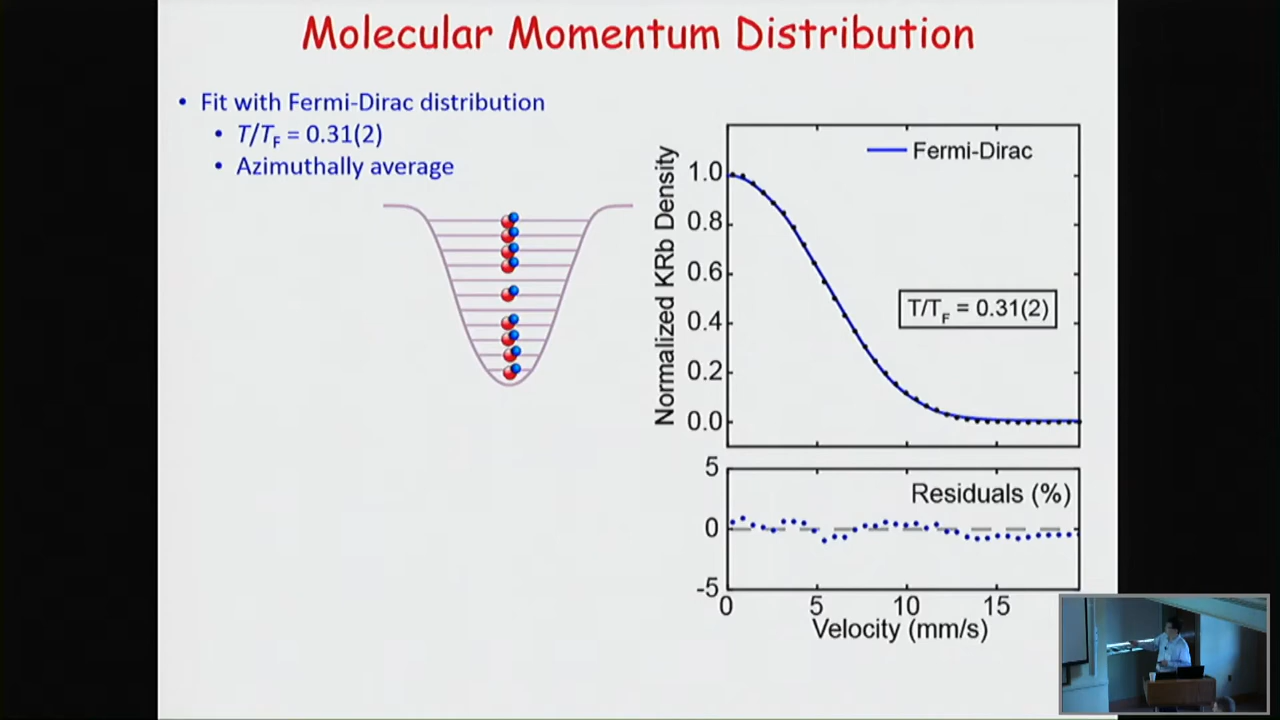 Molecular Momentum Distribution
• Fit with Fermi-Dirac distribution
• T/TF = 0.31(2)
• Azimuthally average
Normalized KRb Density
1.0
0.8
0.6
0.4
0.2
0.0
Fermi-Dirac
T/TF = 0.31(2)
5
0
-5
Residuals (%)
0 5 10 15
Velocity (mm/s)